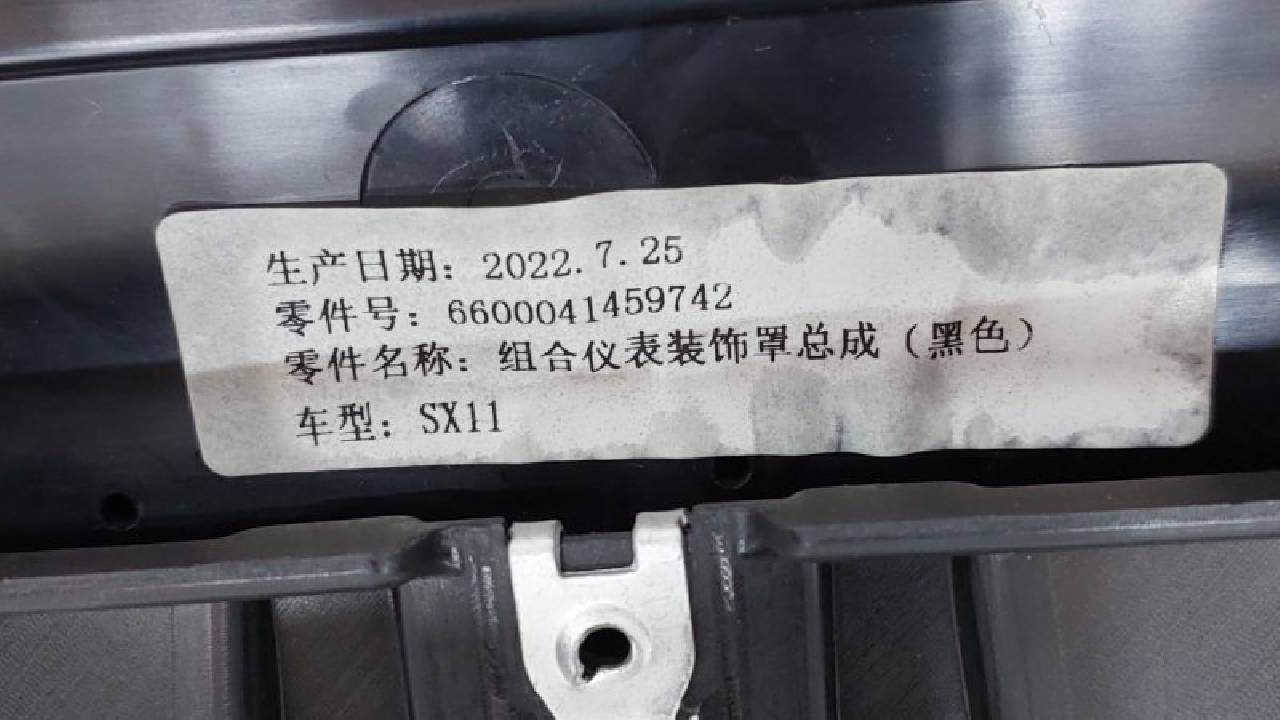 生产日期：2022.7.25
零件号：6600041459742
零件名称：组合仪表装饰罩总成（黑色）
车型：SX11